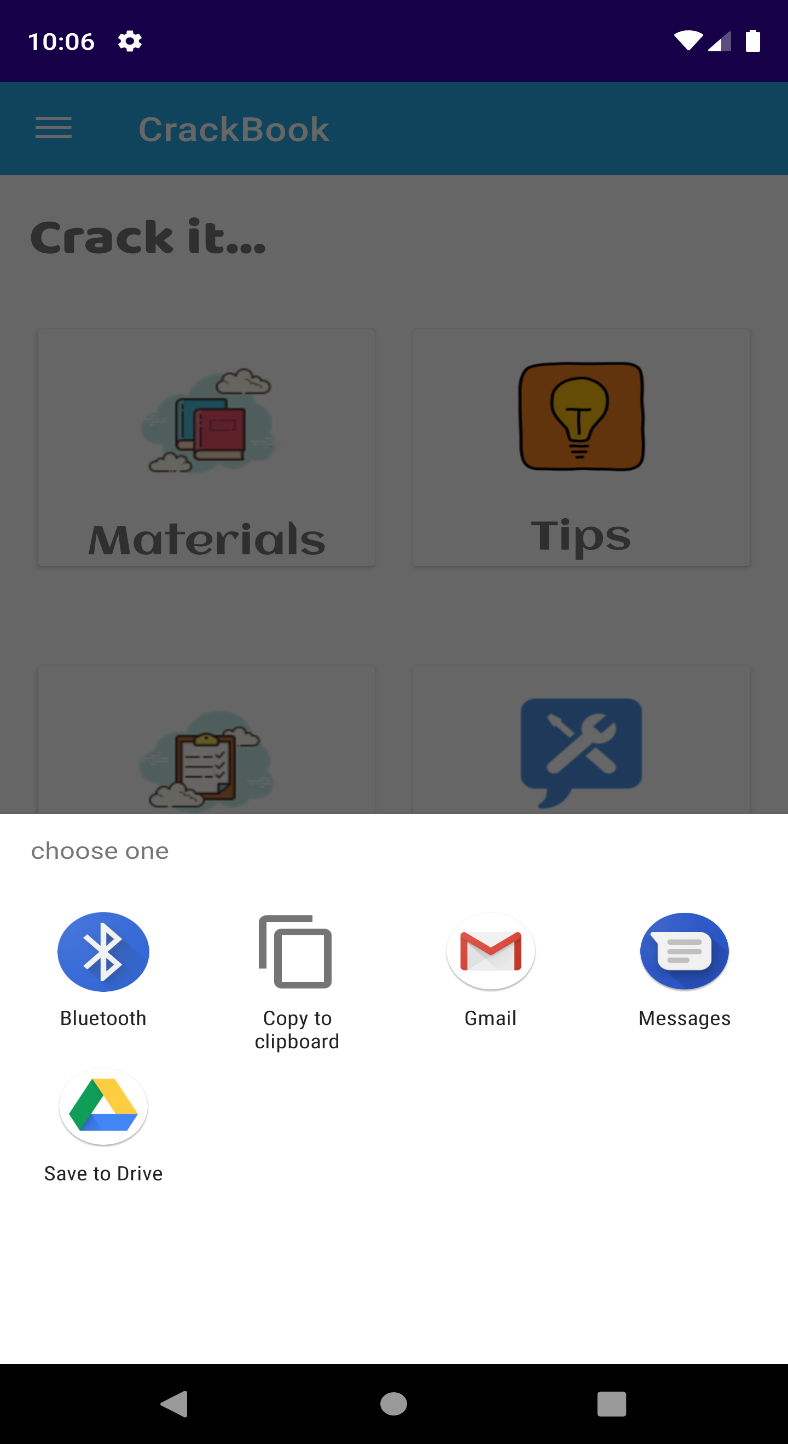 10:06
CrackBook
Crack it...
Materials
Tips
choose one
Bluetooth
Copy to
clipboard
Gmail
Messages
Save to Drive